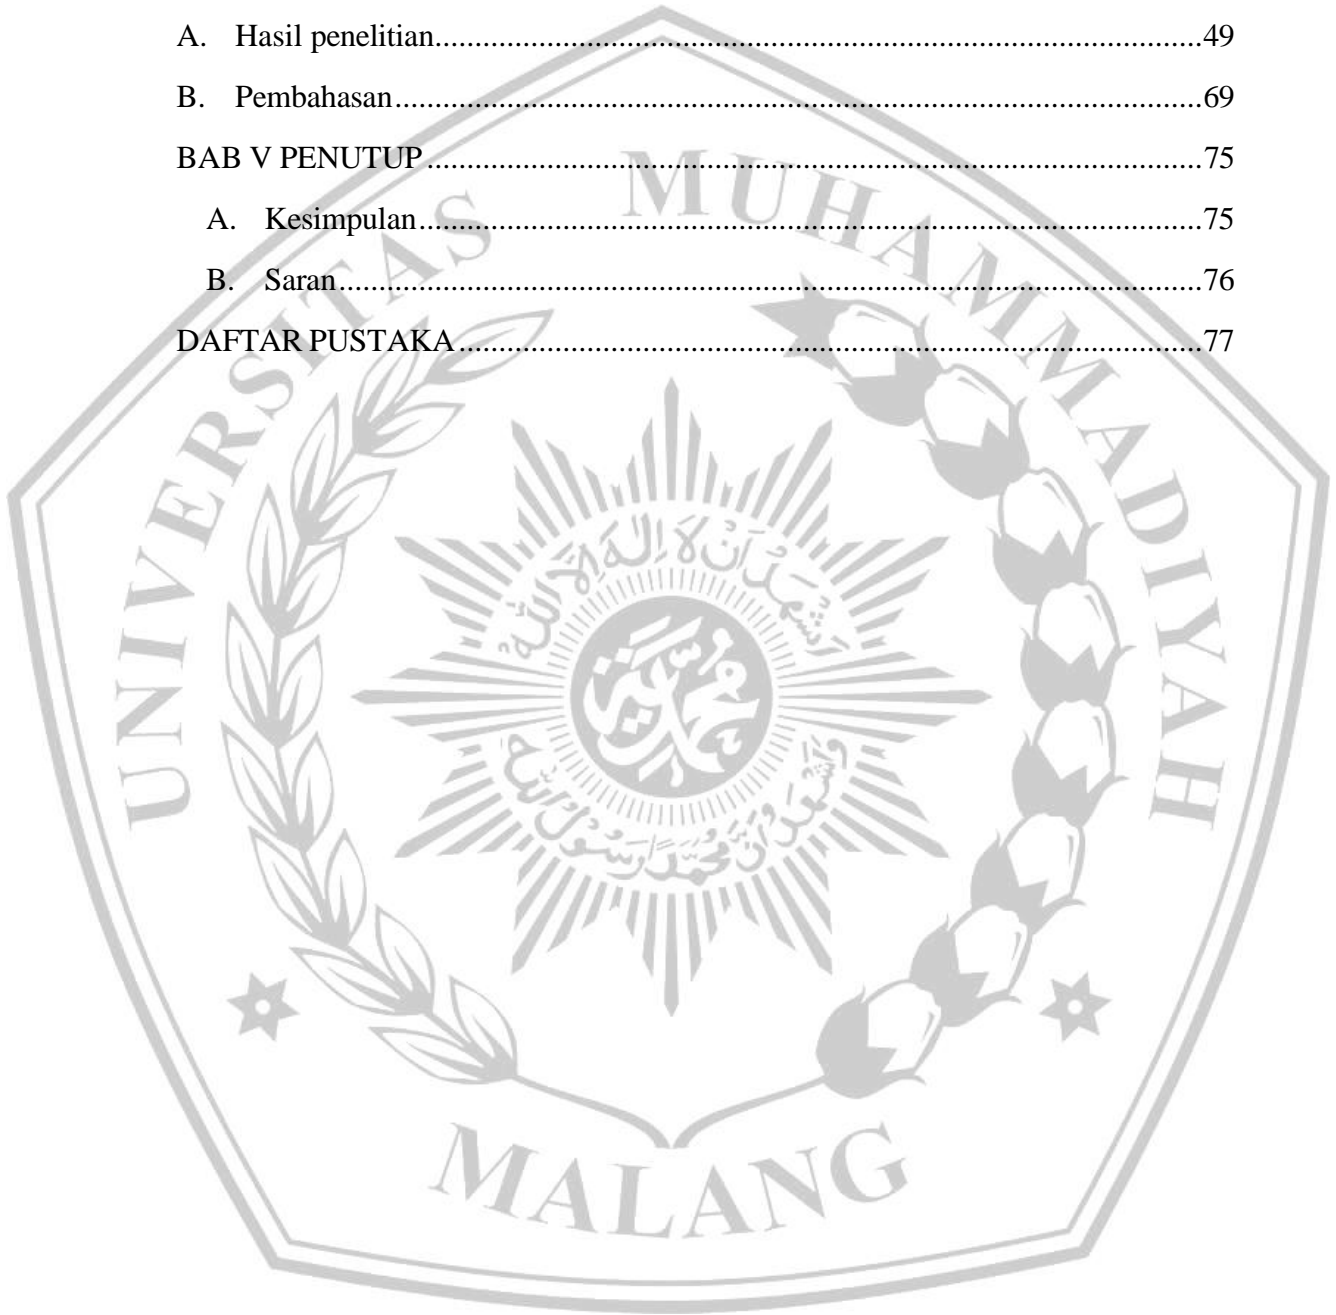 A. Hasil penelitian....................................................................................49
B. Pembahasan.........................................................................................69
BAB V PENUTUP.....................................................................................75
A. Kesimpulan......................................................................................75
B. Saran................................................................................................76
DAFTAR PUSTAKA..................................................................................77
UNIVERSITAS MUHAMMADIYAH
MALANG